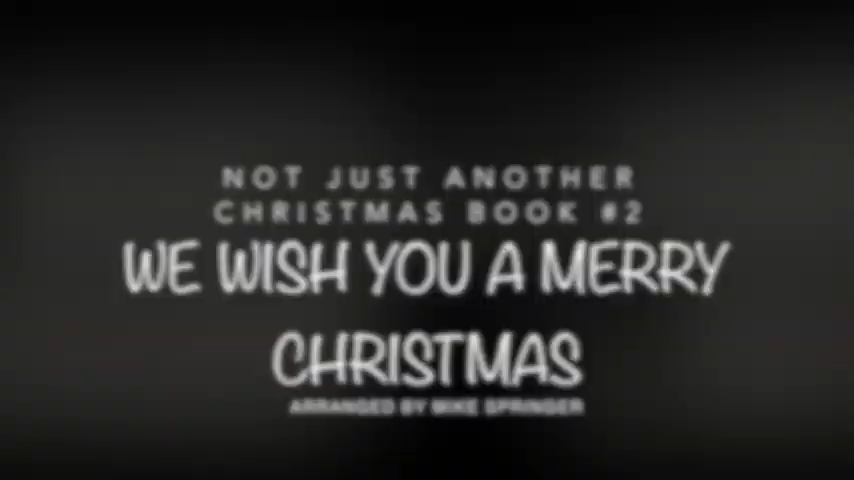 NOT JUST ANOTHER
CHRISTMAS BOOK #2
WE WISH YOU A MERRY
CHRISTMAS
ARRANGED BY MIKE SPRINGER